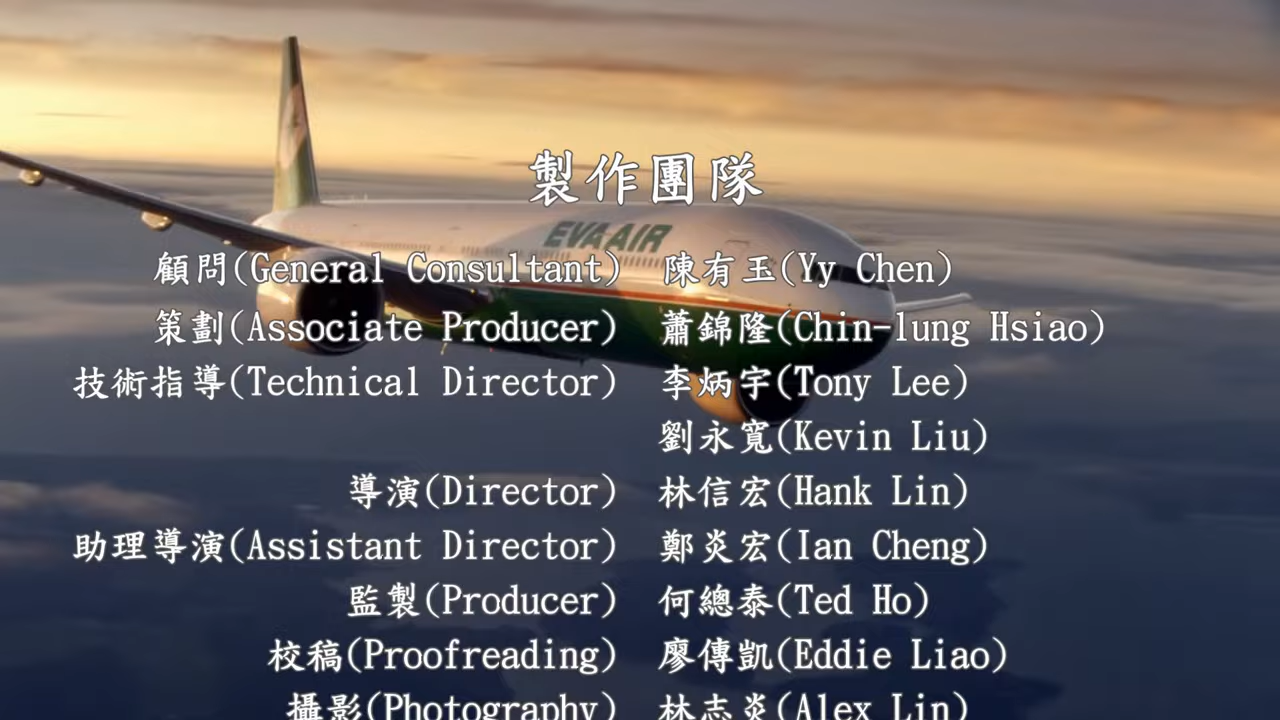 製作團隊
EVA AIR
顧問(General Consultant) 陳有玉(Yy Chen)
策劃(Associate Producer) 蕭錦隆(Chin-lung Hsiao)
技術指導(Technical Director) 李炳宇(Tony Lee)
劉永寬(Kevin Liu)
導演(Director) 林信宏(Hank Lin)
助理導演(Assistant Director) 鄭炎宏(Ian Cheng)
監製(Producer) 何總泰(Ted Ho)
校稿(Proofreading) 廖傳凱(Eddie Liao)
攝影(Photography) 林志炎(Alex Lin)